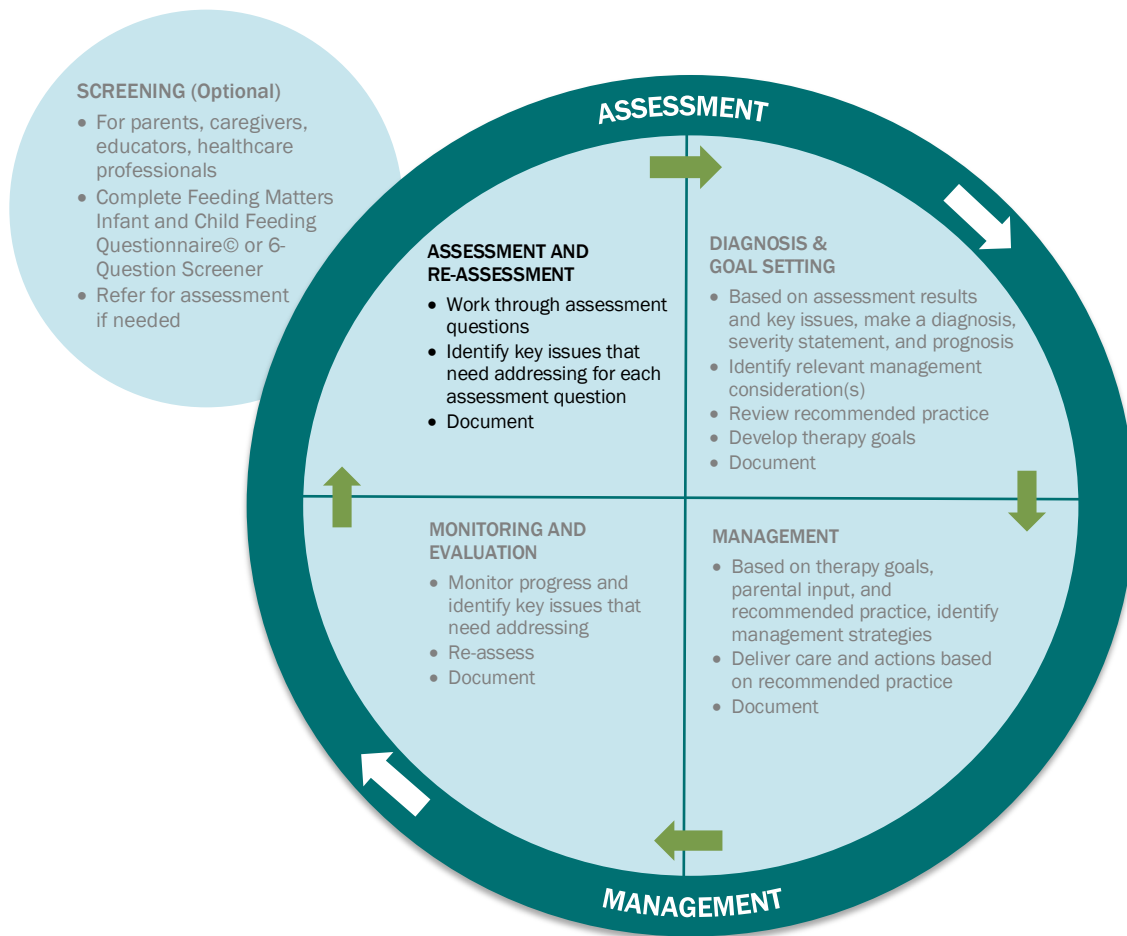 SCREENING (Optional)
• For parents, caregivers,
educators, healthcare
professionals
• Complete Feeding Matters
Infant and Child Feeding
Questionnaire© or 6-
Question Screener
• Refer for assessment
if needed
ASSESSMENT
ASSESSMENT AND
RE-ASSESSMENT
• Work through assessment
questions
• Identify key issues that
need addressing for each
assessment question
• Document
DIAGNOSIS &
GOAL SETTING
• Based on assessment results
and key issues, make a diagnosis,
severity statement, and prognosis
• Identify relevant management
consideration(s)
• Review recommended practice
• Develop therapy goals
• Document
MONITORING AND
EVALUATION
• Monitor progress and
identify key issues that
need addressing
• Re-assess
• Document
MANAGEMENT
• Based on therapy goals,
parental input, and
recommended practice, identify
management strategies
• Deliver care and actions based
on recommended practice
• Document
MANAGEMENT